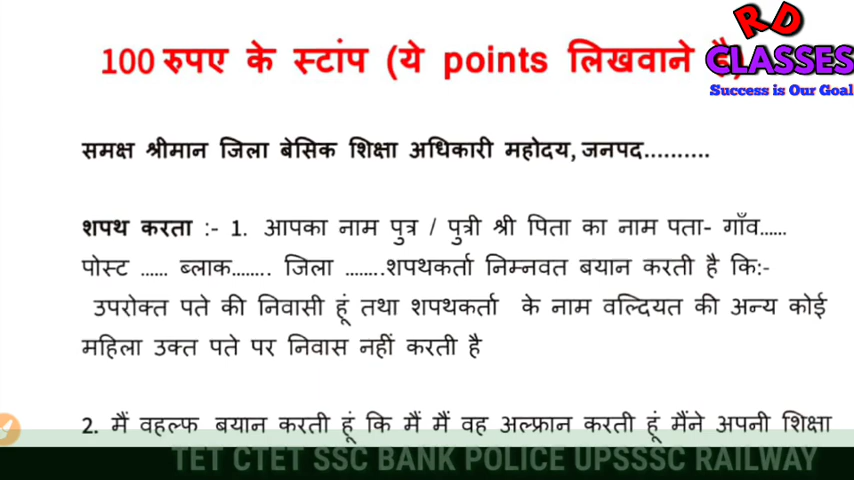 RD
CLASSES
Success is Our Goal
100 रुपए के स्टांप (ये points लिखवाने है)
समक्ष श्रीमान जिला बेसिक शिक्षा अधिकारी महोदय, जनपद..........
शपथ करता :- 1. आपका नाम पुत्र / पुत्री श्री पिता का नाम पता- गाँव......
पोस्ट ...... ब्लाक........ जिला ........शपथकर्ता निम्नवत बयान करती है कि:-
उपरोक्त पते की निवासी हूं तथा शपथकर्ता के नाम वल्दियत की अन्य कोई
महिला उक्त पते पर निवास नहीं करती है
2. मैं वहल्फ बयान करती हूं कि मैं मैं वह अल्फ्रान करती हूं मैंने अपनी शिक्षा
TET CTET SSC BANK POLICE UPSSSC RAILWAY